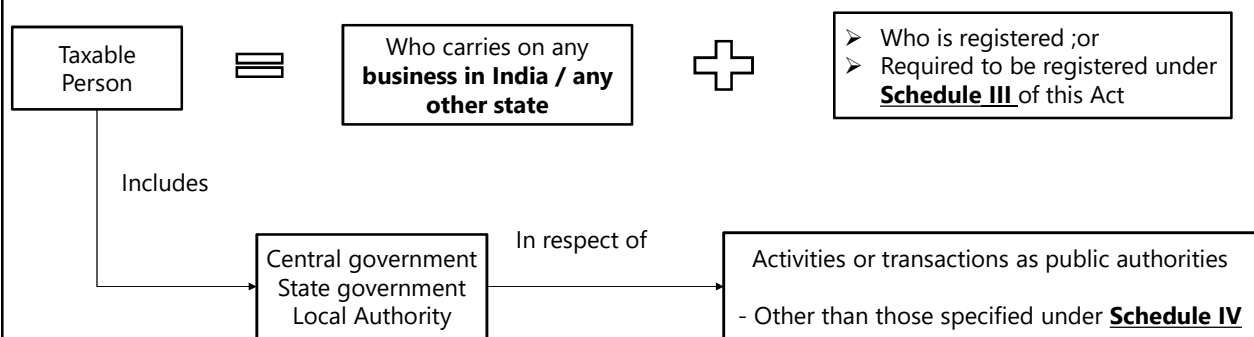 Taxable
Person
Who carries on any
business in India / any
other state
➢ Who is registered ;or
➢ Required to be registered under
Schedule III of this Act
Includes
Central government
State government
Local Authority
In respect of
Activities or transactions as public authorities
- Other than those specified under Schedule IV